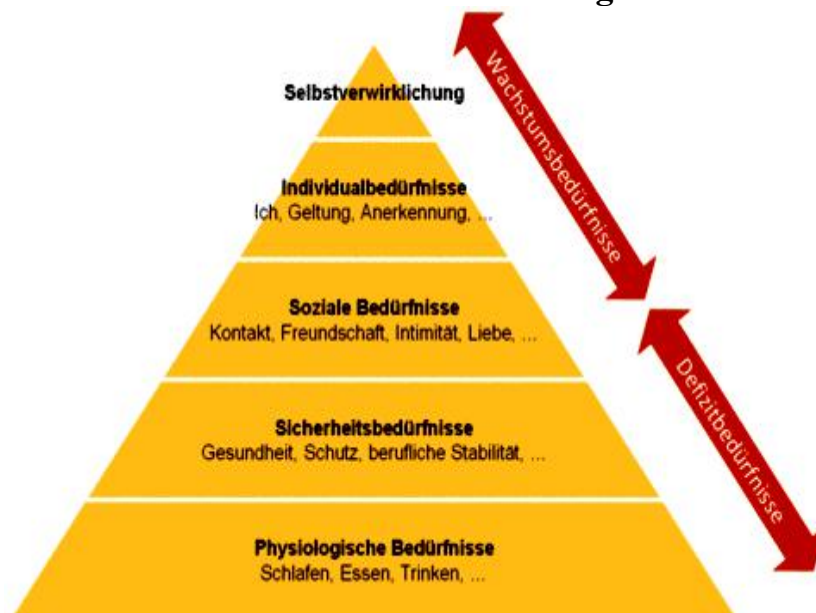 Selbstverwirklichung
Individualbedürfnisse
Ich, Geltung, Anerkennung, ...
Soziale Bedürfnisse
Kontakt, Freundschaft, Intimität, Liebe, ...
Sicherheitsbedürfnisse
Gesundheit, Schutz, berufliche Stabilität, ...
Physiologische Bedürfnisse
Schlafen, Essen, Trinken, ...
Wachstumsbedürfnisse
Defizitbedürfnisse